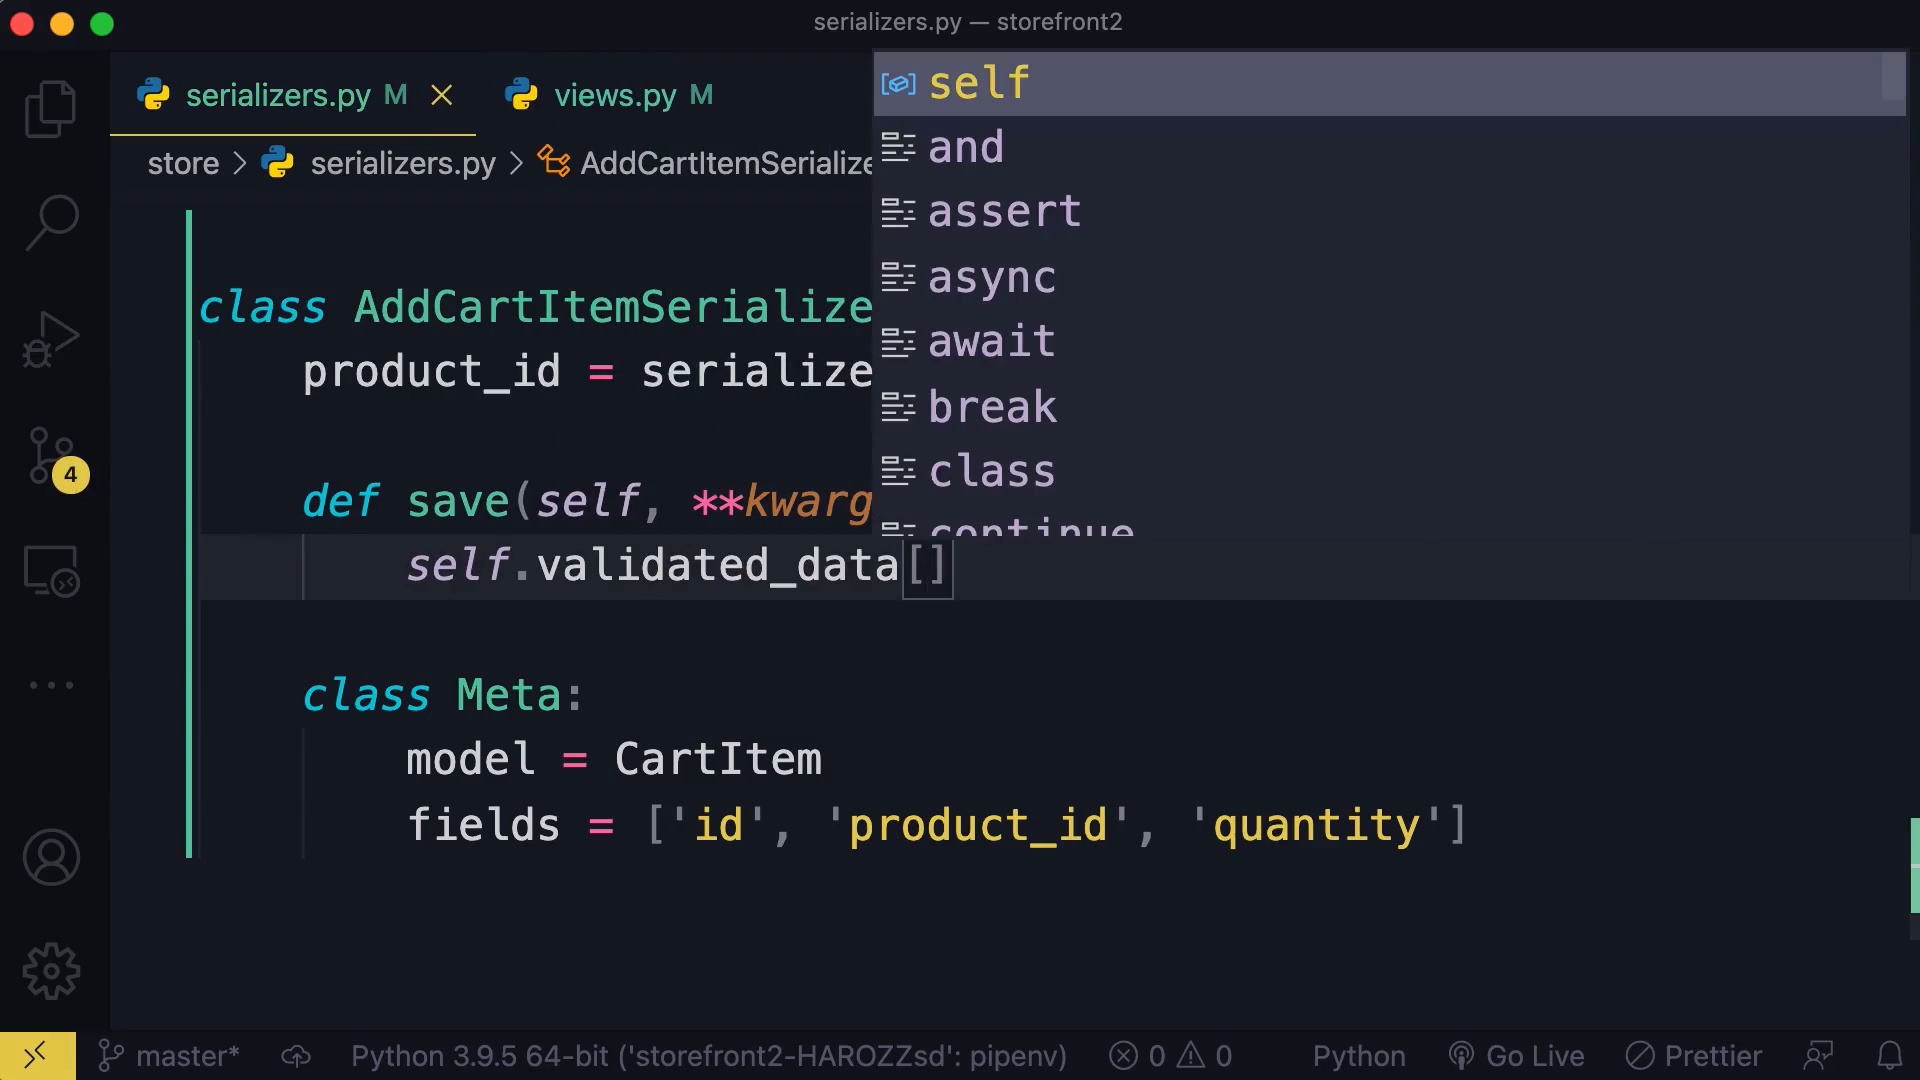 serializers.py — storefront2
serializers.py M
views.py M
store > serializers.py > AddCartItemSerialize
self
and
assert
async
await
break
class
continue
class AddCartItemSerialize
product_id = serialize
def save(self, **kwarg
self.validated_data[]
class Meta:
model = CartItem
fields = ['id', 'product_id', 'quantity']
4
master*
Python 3.9.5 64-bit ('storefront2-HAROZZsd': pipenv)
0
0
Python
Go Live
Prettier